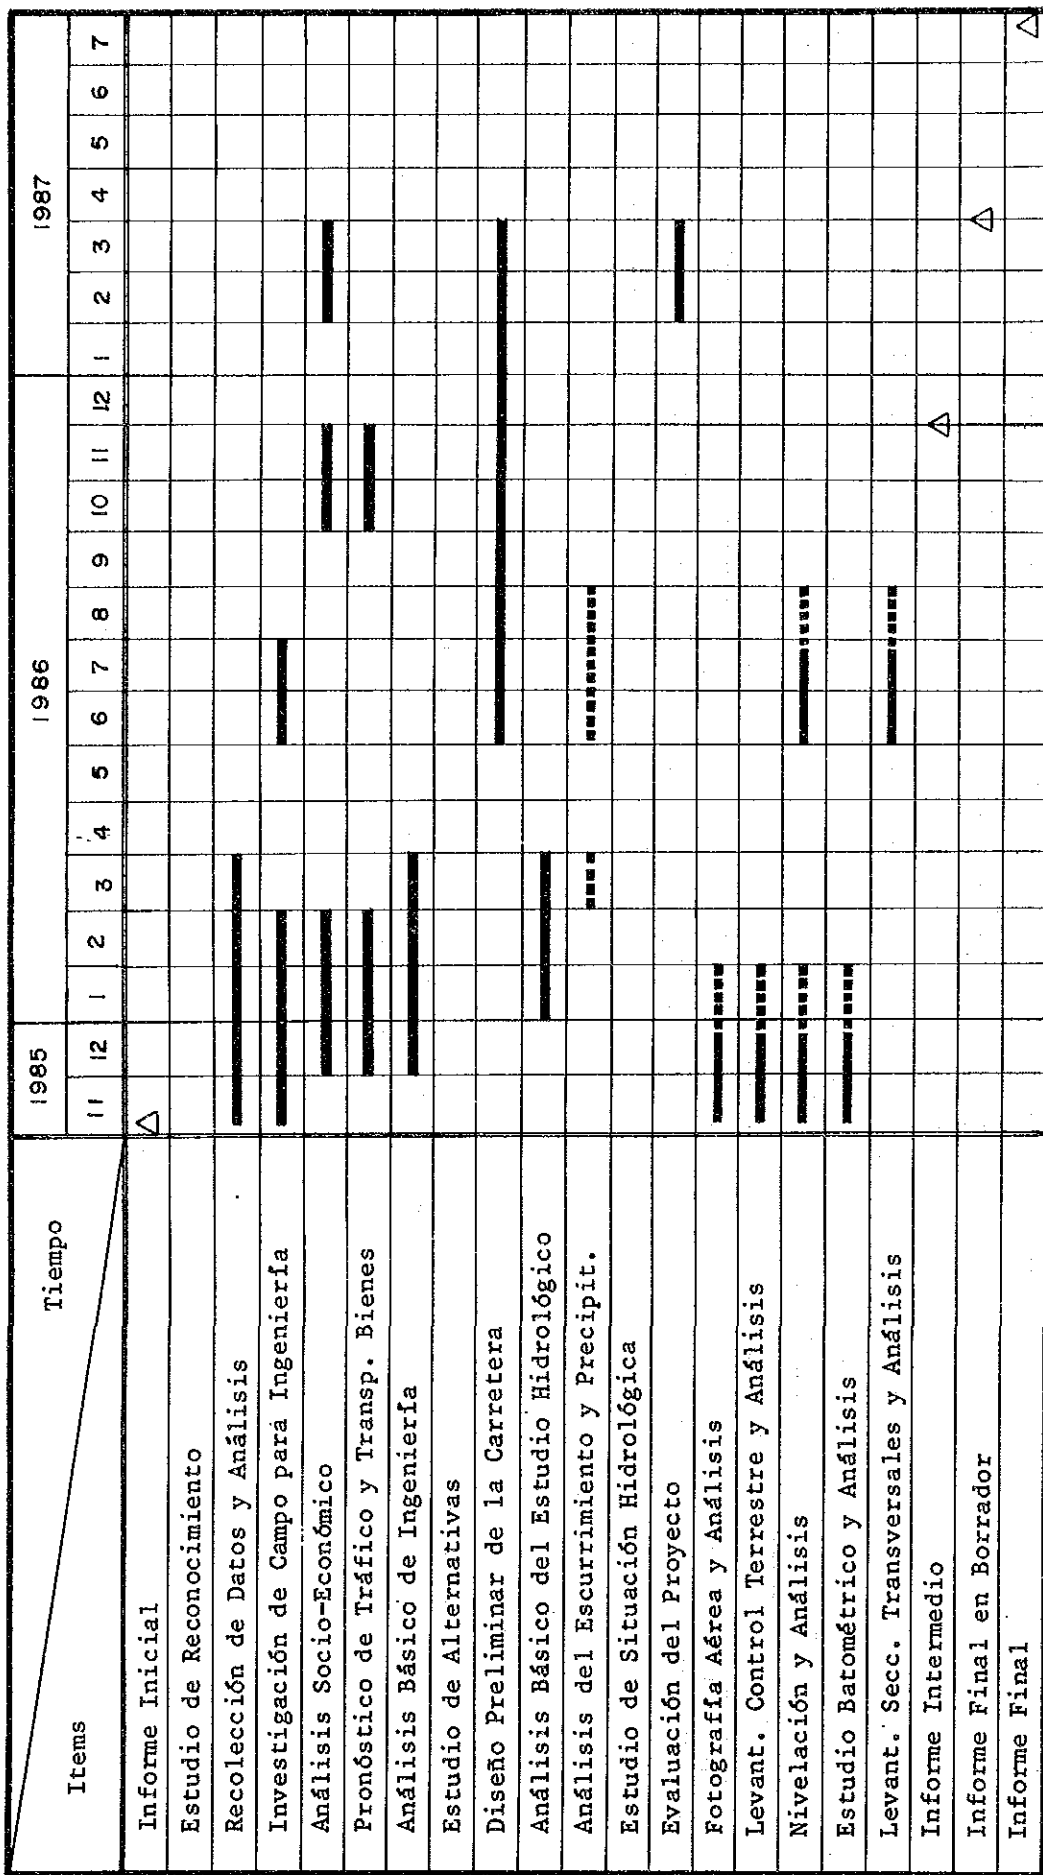 Items
Tiempo
1985
1986
1987
11 12 1 2 3 4 5 6 7 8 9 10 11 12 1 2 3 4 5 6 7
Informe Inicial
Estudio de Reconocimiento
Recolección de Datos y Análisis
Investigación de Campo para Ingeniería
Análisis Socio-Económico
Pronóstico de Tráfico y Transp. Bienes
Análisis Básico de Ingeniería
Estudio de Alternativas
Diseño Preliminar de la Carretera
Análisis Básico del Estudio Hidrológico
Análisis del Escurrimiento y Precipit.
Estudio de Situación Hidrológica
Evaluación del Proyecto
Fotografía Aérea y Análisis
Levant. Control Terrestre y Análisis
Nivelación y Análisis
Estudio Batométrico y Análisis
Levant. Secc. Transversales y Análisis
Informe Intermedio
Informe Final en Borrador
Informe Final